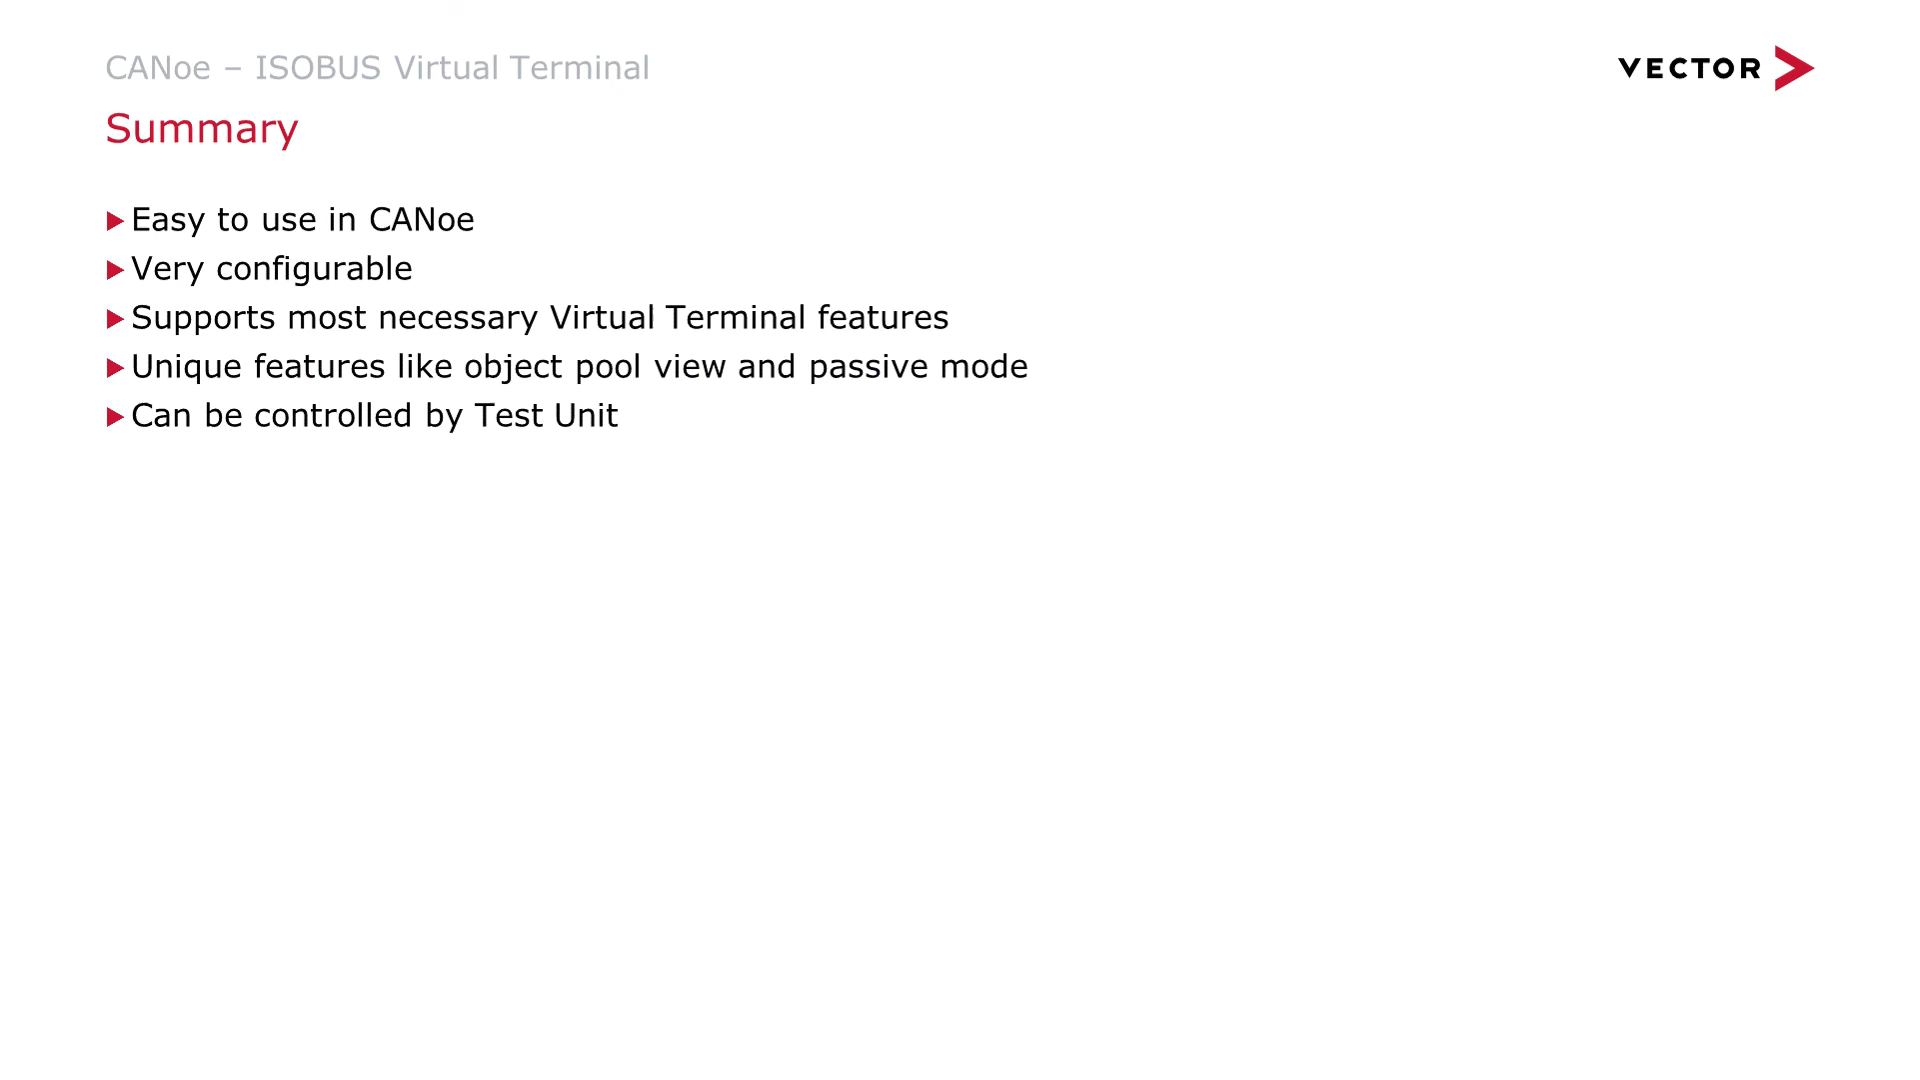 CANoe – ISOBUS Virtual Terminal
VECTOR
Summary
Easy to use in CANoe
Very configurable
Supports most necessary Virtual Terminal features
Unique features like object pool view and passive mode
Can be controlled by Test Unit